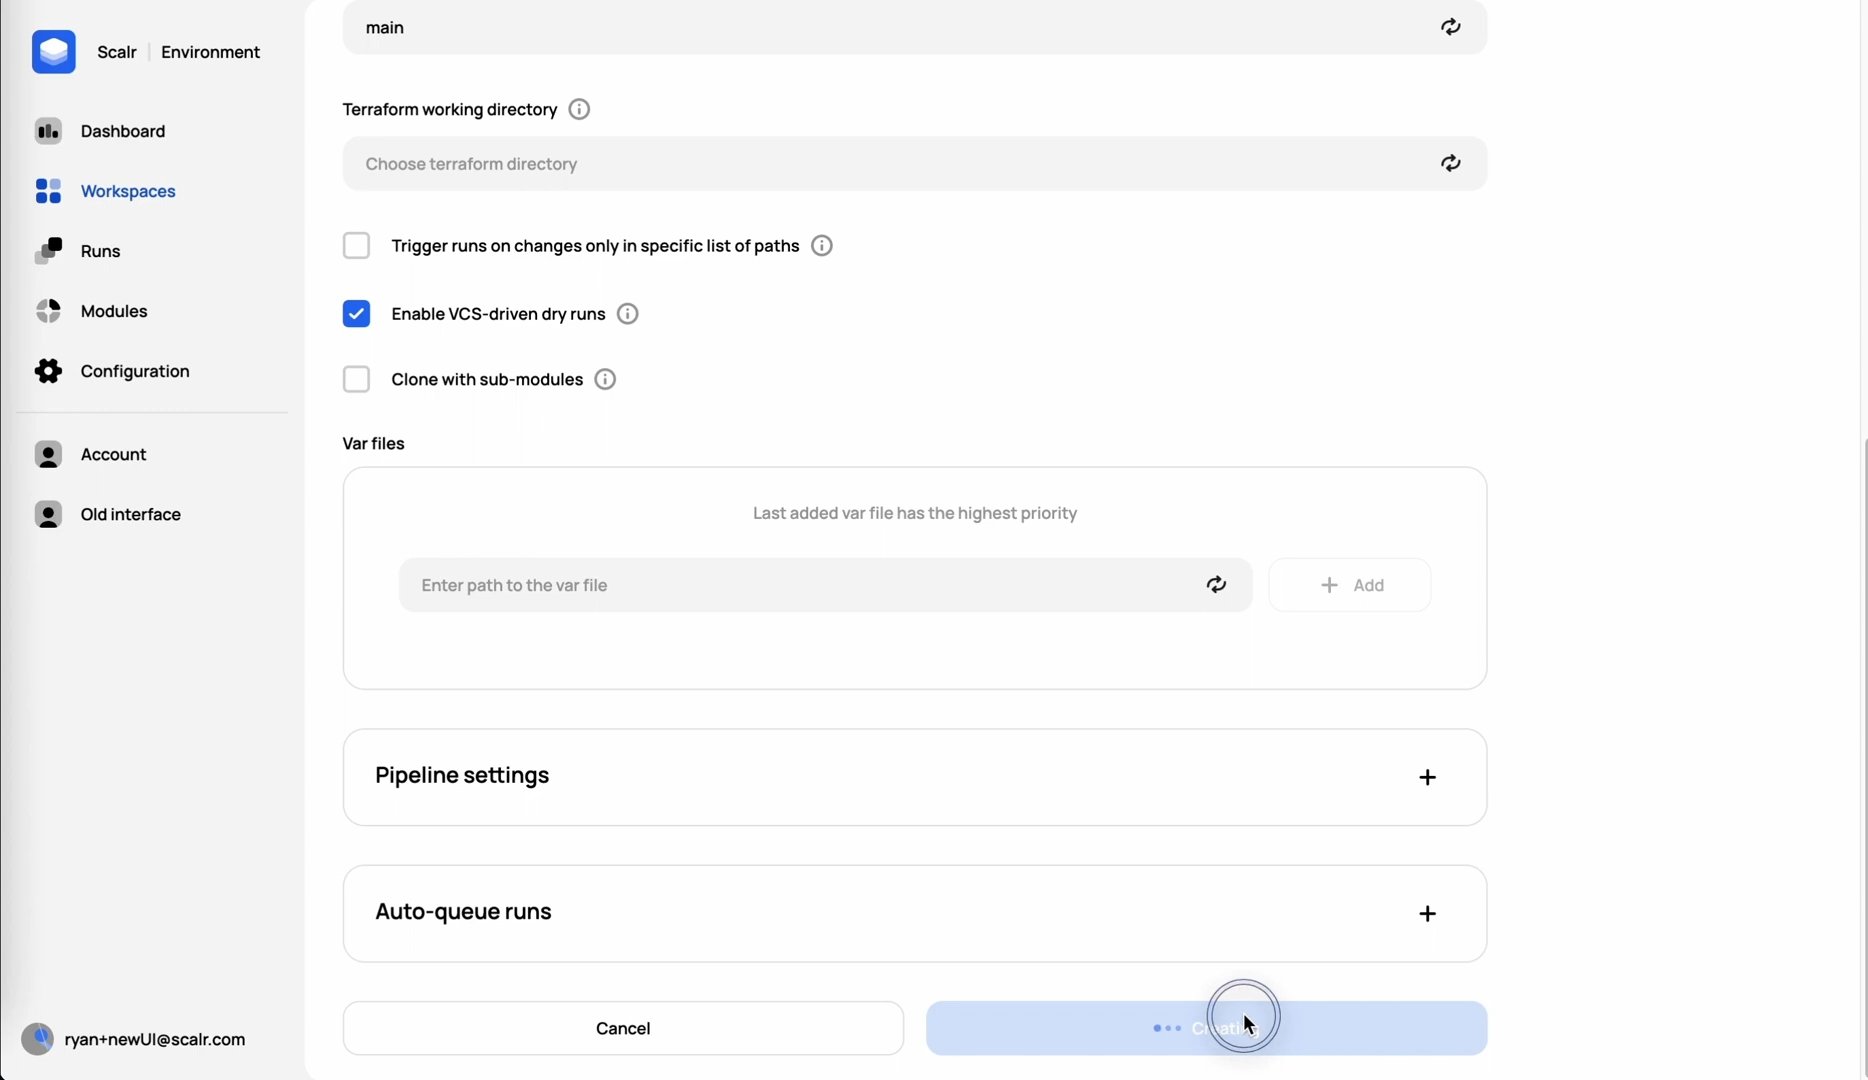 main
Scalr | Environment
Terraform working directory
Dashboard
Choose terraform directory
Workspaces
Trigger runs on changes only in specific list of paths
Runs
Enable VCS-driven dry runs
Modules
Clone with sub-modules
Configuration
Var files
Account
Last added var file has the highest priority
Old interface
Enter path to the var file
+ Add
Pipeline settings
Auto-queue runs
Cancel
ryan+newUI@scalr.com